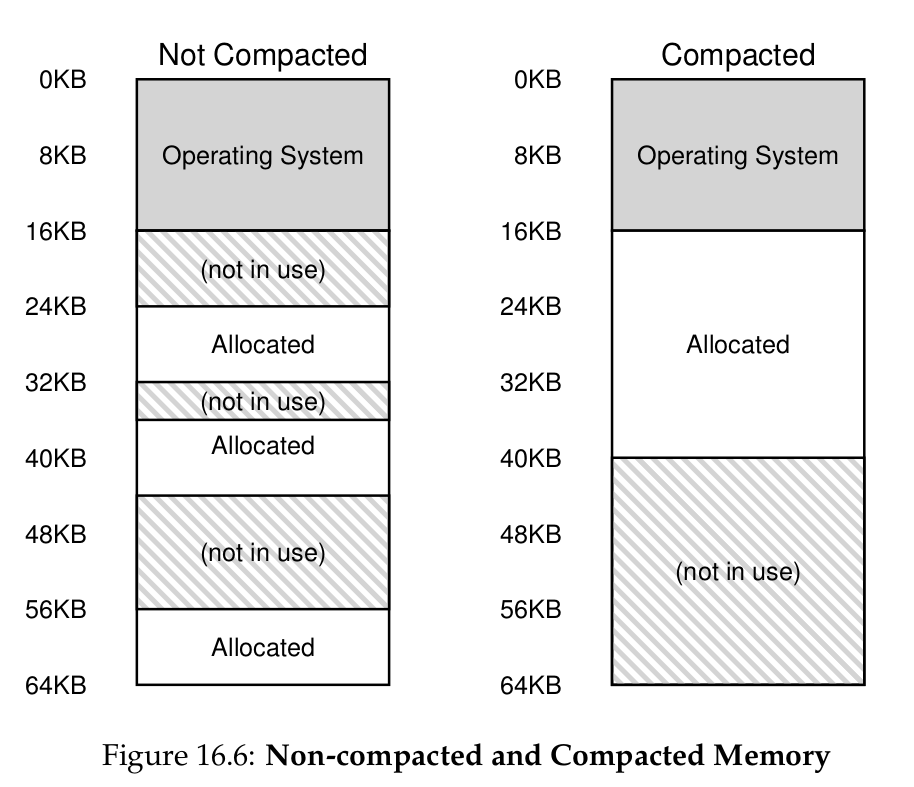 Not Compacted
0KB
Operating System
8KB
16KB
(not in use)
24KB
Allocated
32KB
(not in use)
Allocated
40KB
48KB
(not in use)
56KB
Allocated
64KB
Compacted
0KB
Operating System
8KB
16KB
24KB
Allocated
32KB
40KB
48KB
(not in use)
56KB
64KB
Figure 16.6: Non-compacted and Compacted Memory